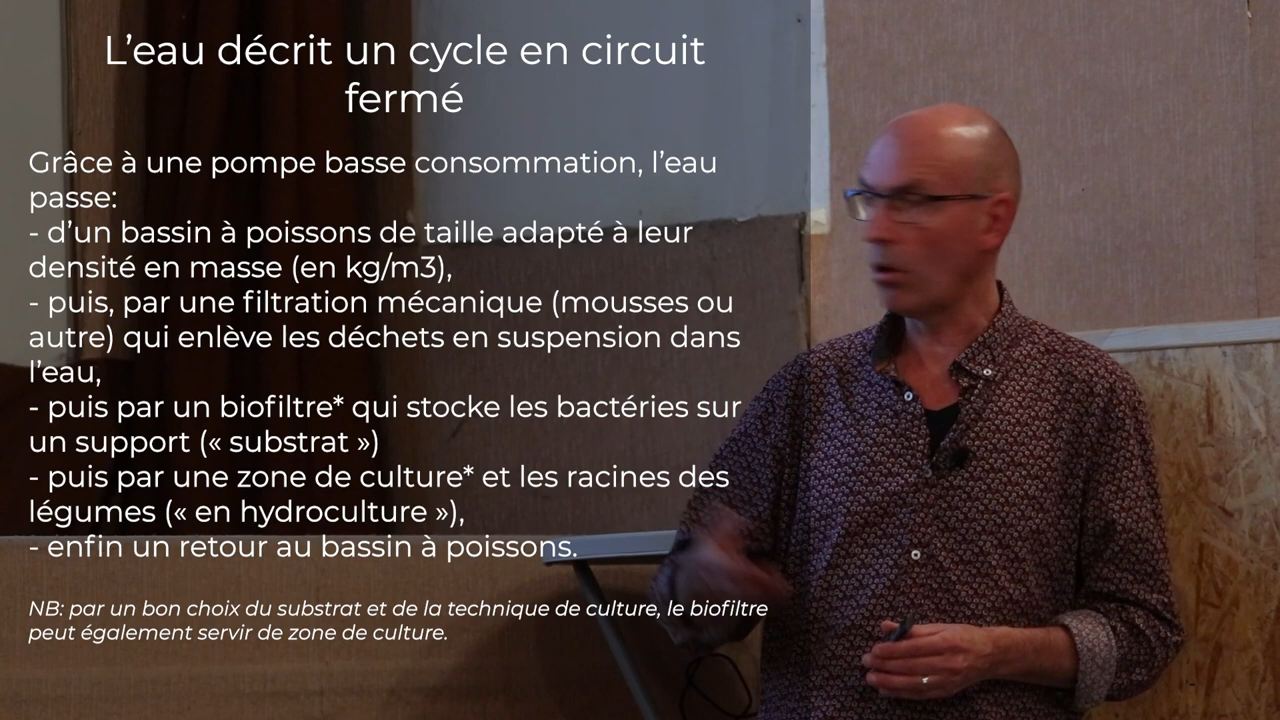 L’eau décrit un cycle en circuit
fermé
Grâce à une pompe basse consommation, l’eau
passe:
- d’un bassin à poissons de taille adapté à leur
densité en masse (en kg/m3),
- puis, par une filtration mécanique (mousses ou
autre) qui enlève les déchets en suspension dans
l’eau,
- puis par un biofiltre* qui stocke les bactéries sur
un support (« substrat »)
- puis par une zone de culture* et les racines des
légumes (« en hydroculture »),
- enfin un retour au bassin à poissons.
NB: par un bon choix du substrat et de la technique de culture, le biofiltre
peut également servir de zone de culture.